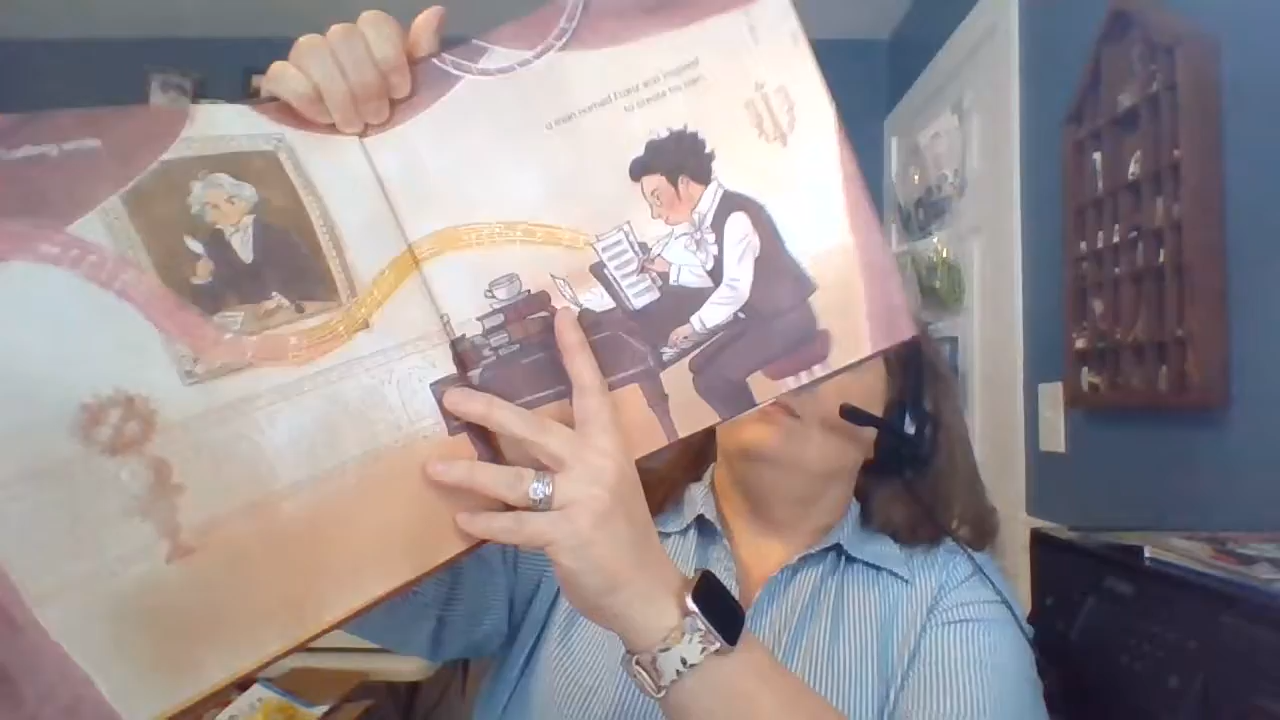 a man named Franz was inspired
to create his own.